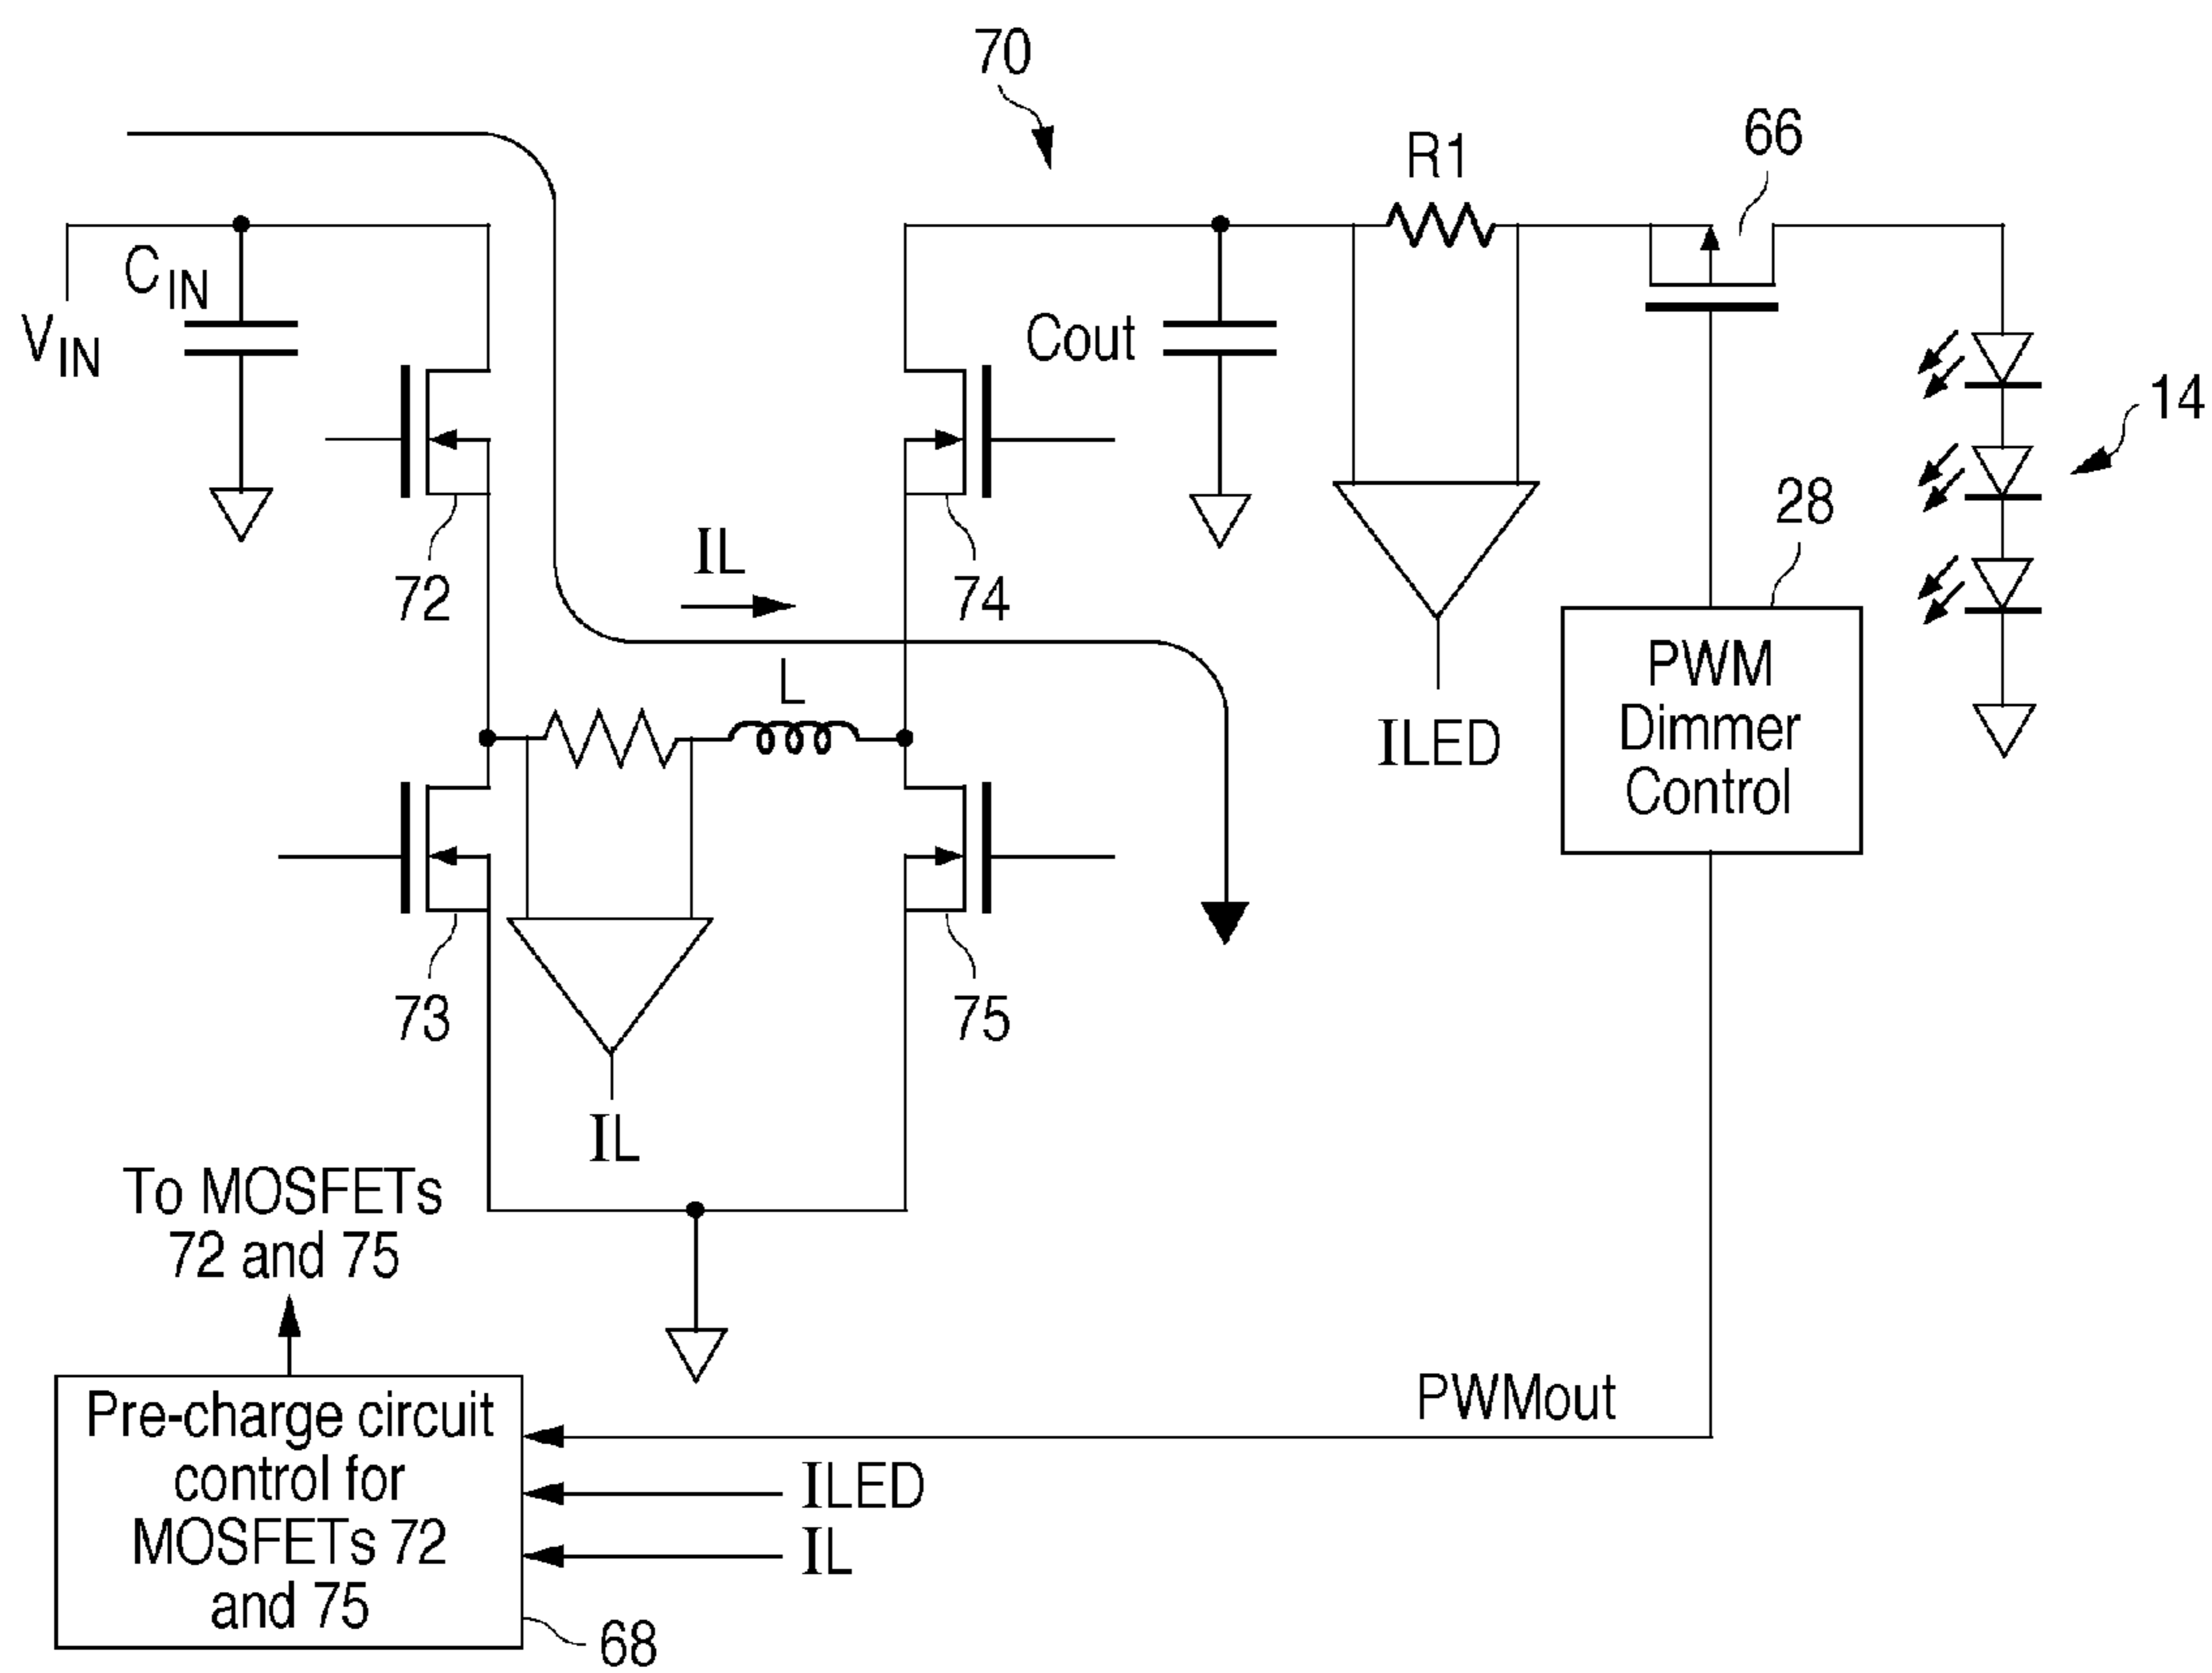 70
66
R1
CIN
VIN
Cout
14
28
72
IL
74
L
PWM
Dimmer
Control
ILED
73
75
IL
To MOSFETs
72 and 75
PWMout
Pre-charge circuit
control for
MOSFETs 72
and 75
ILED
IL
68